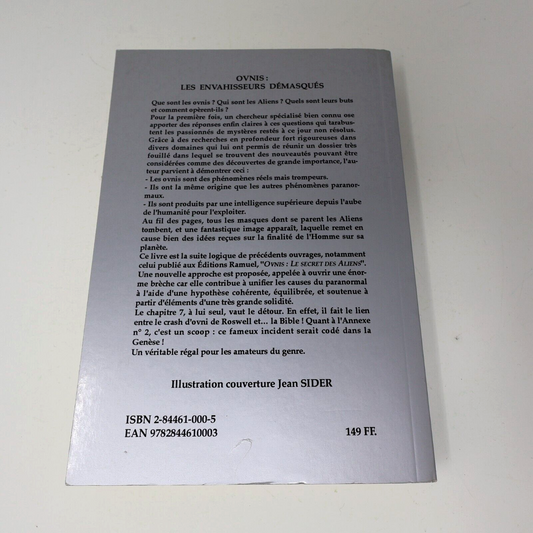 OVNIS :
LES ENVAHISSEURS DÉMASQUÉS
Que sont les ovnis ? Qui sont les Aliens ? Quels sont leurs buts
et comment opèrent-ils ?
Pour la première fois, un chercheur spécialisé bien connu ose
apporter des réponses enfin claires à ces questions qui tarabus-
tent les passionnés de mystères restés à ce jour non résolus.
Grâce à des recherches en profondeur fort rigoureuses dans
divers domaines qui lui ont permis de réunir un dossier très
fouillé dans lequel se trouvent des nouveautés pouvant être
considérées comme des découvertes de grande importance, l'au-
teur parvient à démontrer ceci :
- Les ovnis sont des phénomènes réels mais trompeurs.
- Ils ont la même origine que les autres phénomènes paranor-
maux.
- Ils sont produits par une intelligence supérieure depuis l'aube
de l'humanité pour l'exploiter.
Au fil des pages, tous les masques dont se parent les Aliens
tombent, et une fantastique image apparaît, laquelle remet en
cause bien des idées reçues sur la finalité de l'Homme sur sa
planète.
Ce livre est la suite logique de précédents ouvrages, notamment
celui publié aux Éditions Ramuel, "OVNIS : LE SECRET DES ALIENS".
Une nouvelle approche est proposée, appelée à ouvrir une énor-
me brèche car elle contribue à unifier les causes du paranormal
à l'aide d'une hypothèse cohérente, équilibrée, et soutenue à
partir d'éléments d'une très grande solidité.
Le chapitre 7, à lui seul, vaut le détour. En effet, il fait le lien
entre le crash d'ovni de Roswell et... la Bible ! Quant à l'Annexe
n° 2, c'est un scoop : ce fameux incident serait codé dans la
Genèse !
Un véritable régal pour les amateurs du genre.
Illustration couverture Jean SIDER
ISBN 2-84461-000-5
EAN 9782844610003
149 FF.